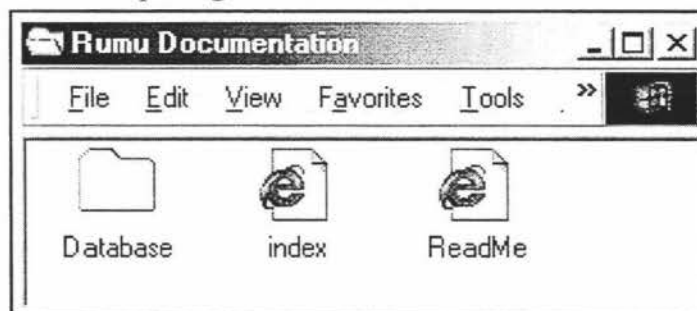 Rumu Documentation
File Edit View Favorites Tools »
Database index ReadMe